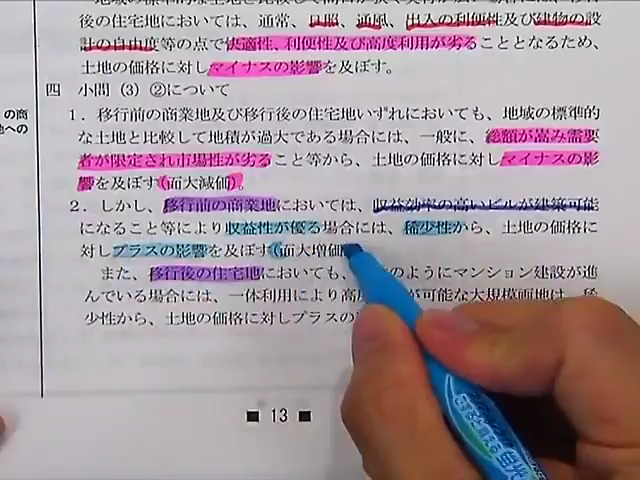 後の住宅地においては、通常、日照、通風、出入の利便性及び建物の設
計の自由度等の点で快適性、利便性及び高度利用が劣ることとなるため、
土地の価格に対しマイナスの影響を及ぼす。
四 小問(3)②について
の商
1.移行前の商業地及び移行後の住宅地いずれにおいても、地域の標準的
地への
な土地と比較して地積が過大である場合には、一般に、総額が嵩み需要
者が限定され市場性が劣ること等から、土地の価格に対しマイナスの影
響を及ぼす(面大減価)。
2.しかし、移行前の商業地においては、収益効率の高いビルが建築可能
になること等により収益性が優る場合には、稀少性から、土地の価格に
対しプラスの影響を及ぼす(面大増価
また、移行後の住宅地においても、 のようにマンション建設が進
んでいる場合には、一体利用により高度 が可能な大規模画地は、稀
少性から、土地の価格に対しプラスの
■ 13 ■